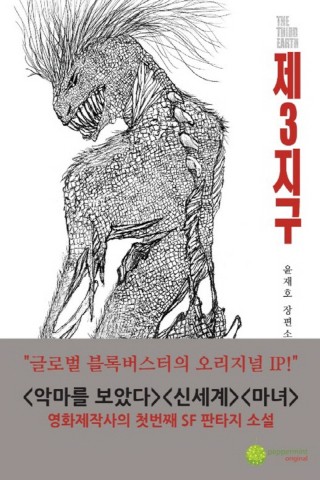 THE
THIRD
EARTH
제3지구
윤재호 장편소
"글로벌 블록버스터의 오리지널 IP!"
<악마를 보았다><신세계><마녀>
영화제작사의 첫번째 SF 판타지 소설
original